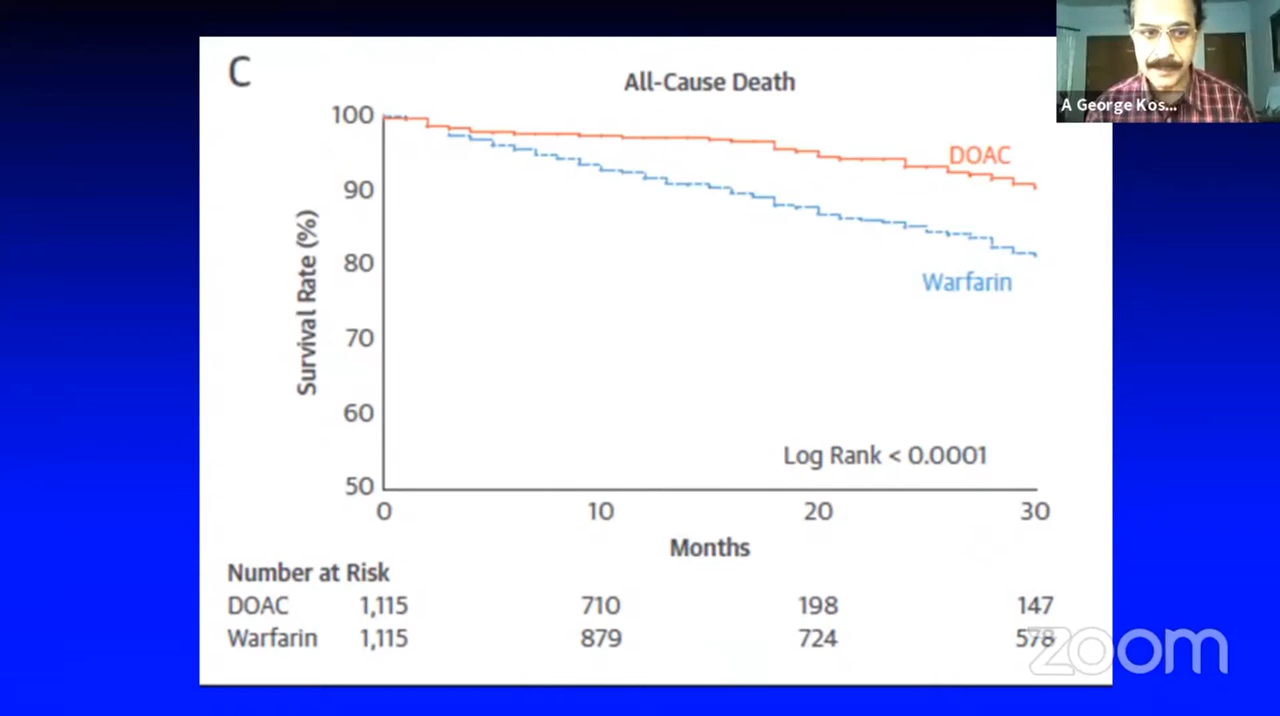 A George Kos...
C
All-Cause Death
100
90
80
70
60
50
Survival Rate (%)
DOAC
Warfarin
Log Rank < 0.0001
0 10 20 30
Months
Number at Risk
DOAC 1,115 710 198 147
Warfarin 1,115 879 724 578
zoom